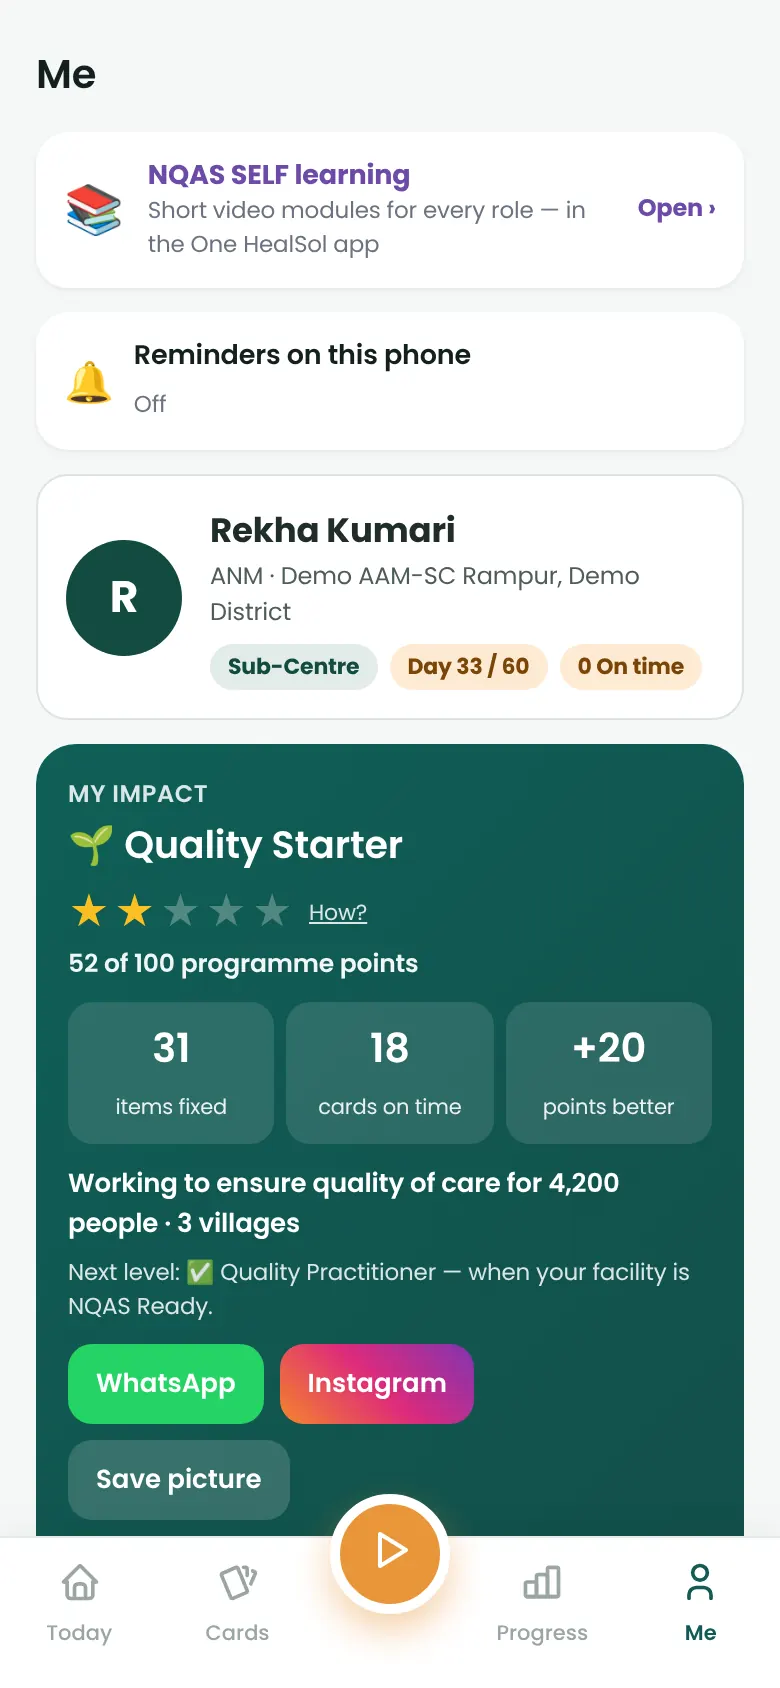 Me
NQAS SELF learning
Short video modules for every role — in
the One HealSol app
Open ›
Reminders on this phone
Off
R
Rekha Kumari
ANM · Demo AAM-SC Rampur, Demo
District
Sub-Centre
Day 33 / 60
0 On time
MY IMPACT
Quality Starter
How?
52 of 100 programme points
31
items fixed
18
cards on time
+20
points better
Working to ensure quality of care for 4,200
people · 3 villages
Next level: ✅ Quality Practitioner — when your facility is
NQAS Ready.
WhatsApp
Instagram
Save picture
Today
Cards
Progress
Me